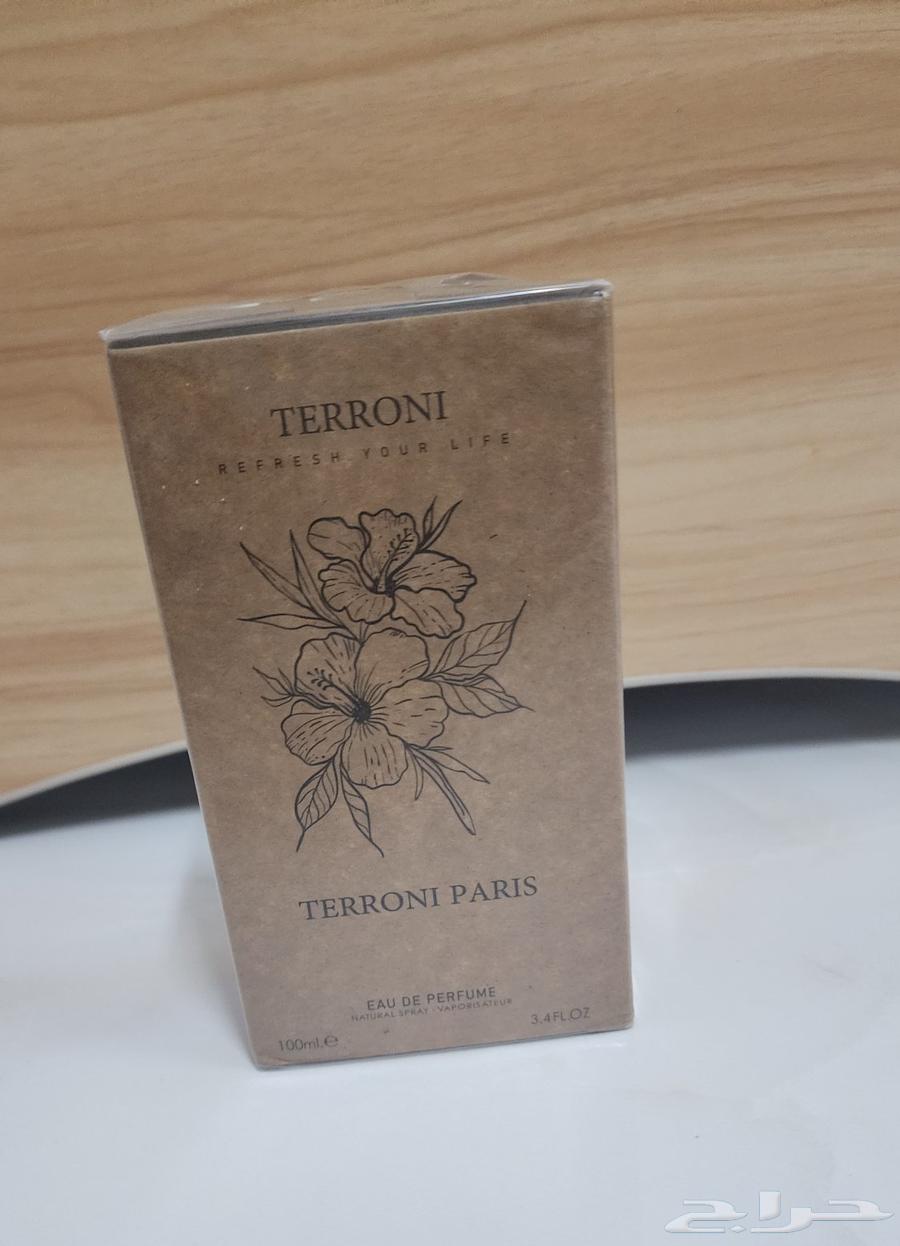 TERRONI
REFRESH YOUR LIFE
TERRONI PARIS
EAU DE PERFUME
NATURAL SPRAY - VAPORISATEUR
100ml.e
3.4FL.OZ
حراج